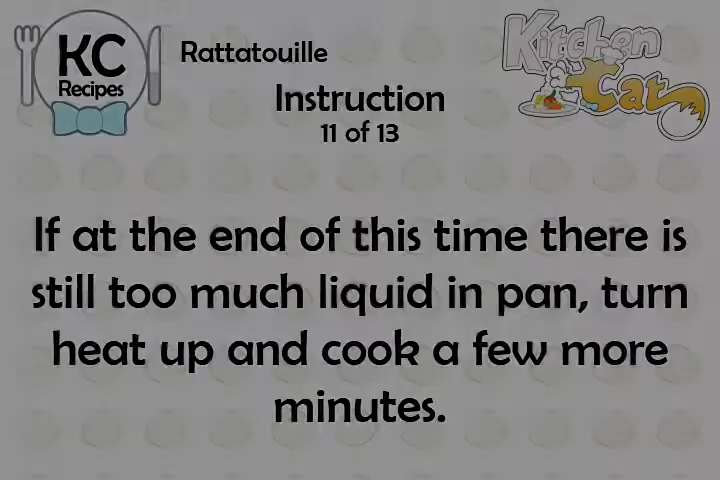 KC
Recipes
Rattatouille
Kitchen
Cat
Instruction
11 of 13
If at the end of this time there is
still too much liquid in pan, turn
heat up and cook a few more
minutes.